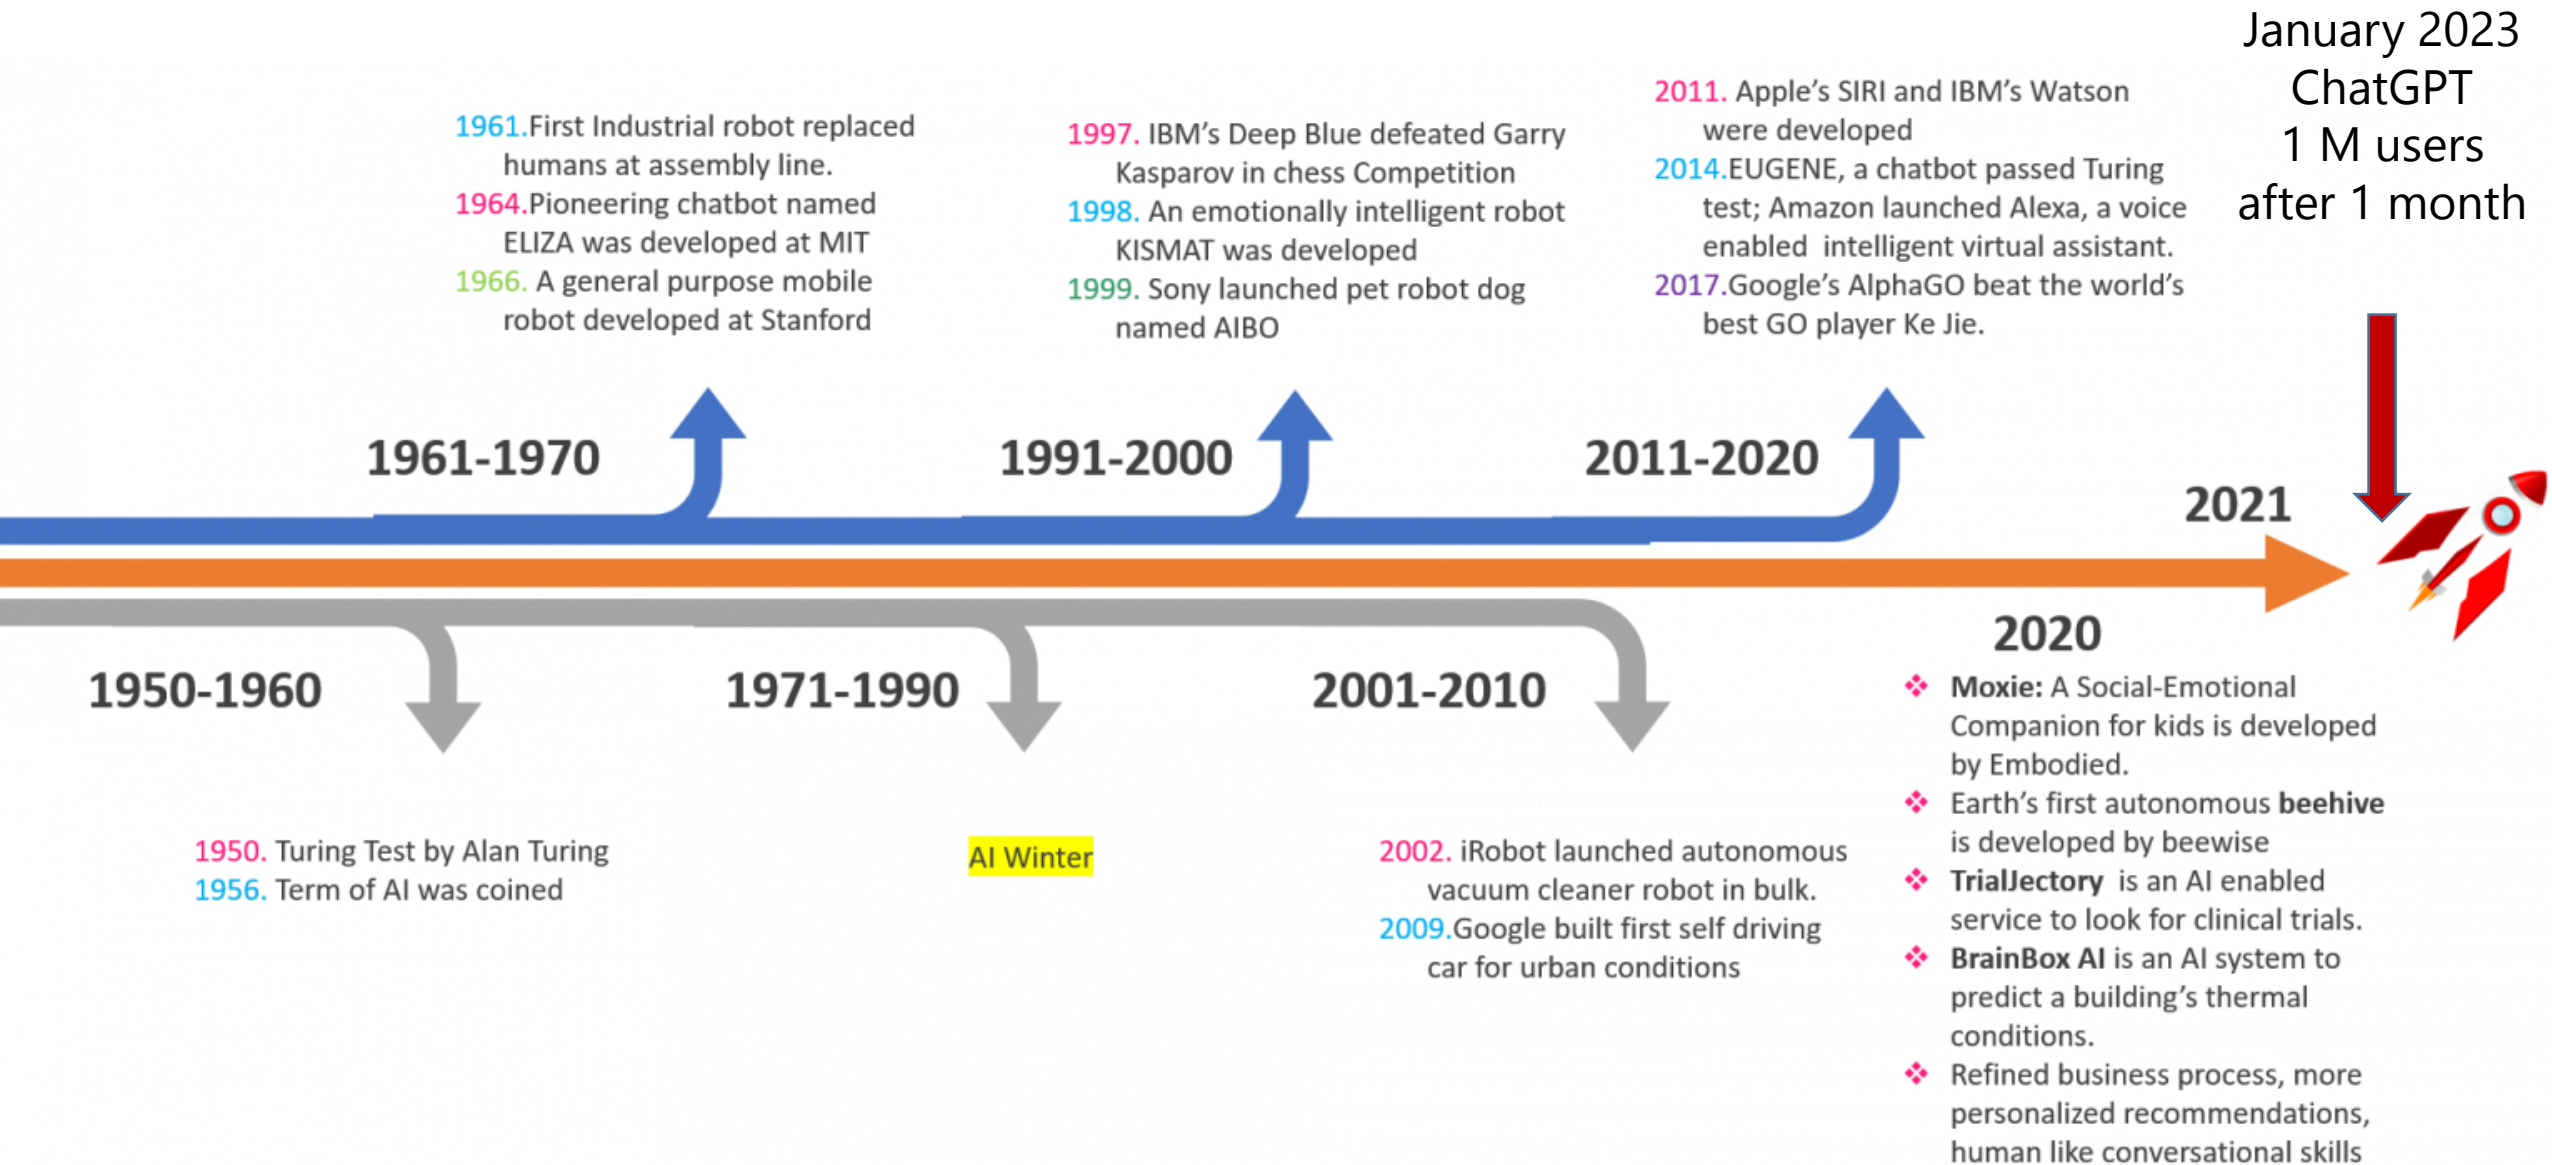 January 2023
ChatGPT
1 M users
after 1 month
1961.First Industrial robot replaced
humans at assembly line.
1964.Pioneering chatbot named
ELIZA was developed at MIT
1966. A general purpose mobile
robot developed at Stanford
1997. IBM's Deep Blue defeated Garry
Kasparov in chess Competition
1998. An emotionally intelligent robot
KISMAT was developed
1999. Sony launched pet robot dog
named AIBO
2011. Apple's SIRI and IBM's Watson
were developed
2014.EUGENE, a chatbot passed Turing
test; Amazon launched Alexa, a voice
enabled intelligent virtual assistant.
2017.Google's AlphaGO beat the world's
best GO player Ke Jie.
1961-1970
1991-2000
2011-2020
2021
1950-1960
1971-1990
2001-2010
2020
1950. Turing Test by Alan Turing
1956. Term of AI was coined
AI Winter
2002. iRobot launched autonomous
vacuum cleaner robot in bulk.
2009.Google built first self driving
car for urban conditions
❖ Moxie: A Social-Emotional
Companion for kids is developed
by Embodied.
❖ Earth's first autonomous beehive
is developed by beewise
❖ TrialJectory is an AI enabled
service to look for clinical trials.
❖ BrainBox AI is an AI system to
predict a building's thermal
conditions.
❖ Refined business process, more
personalized recommendations,
human like conversational skills